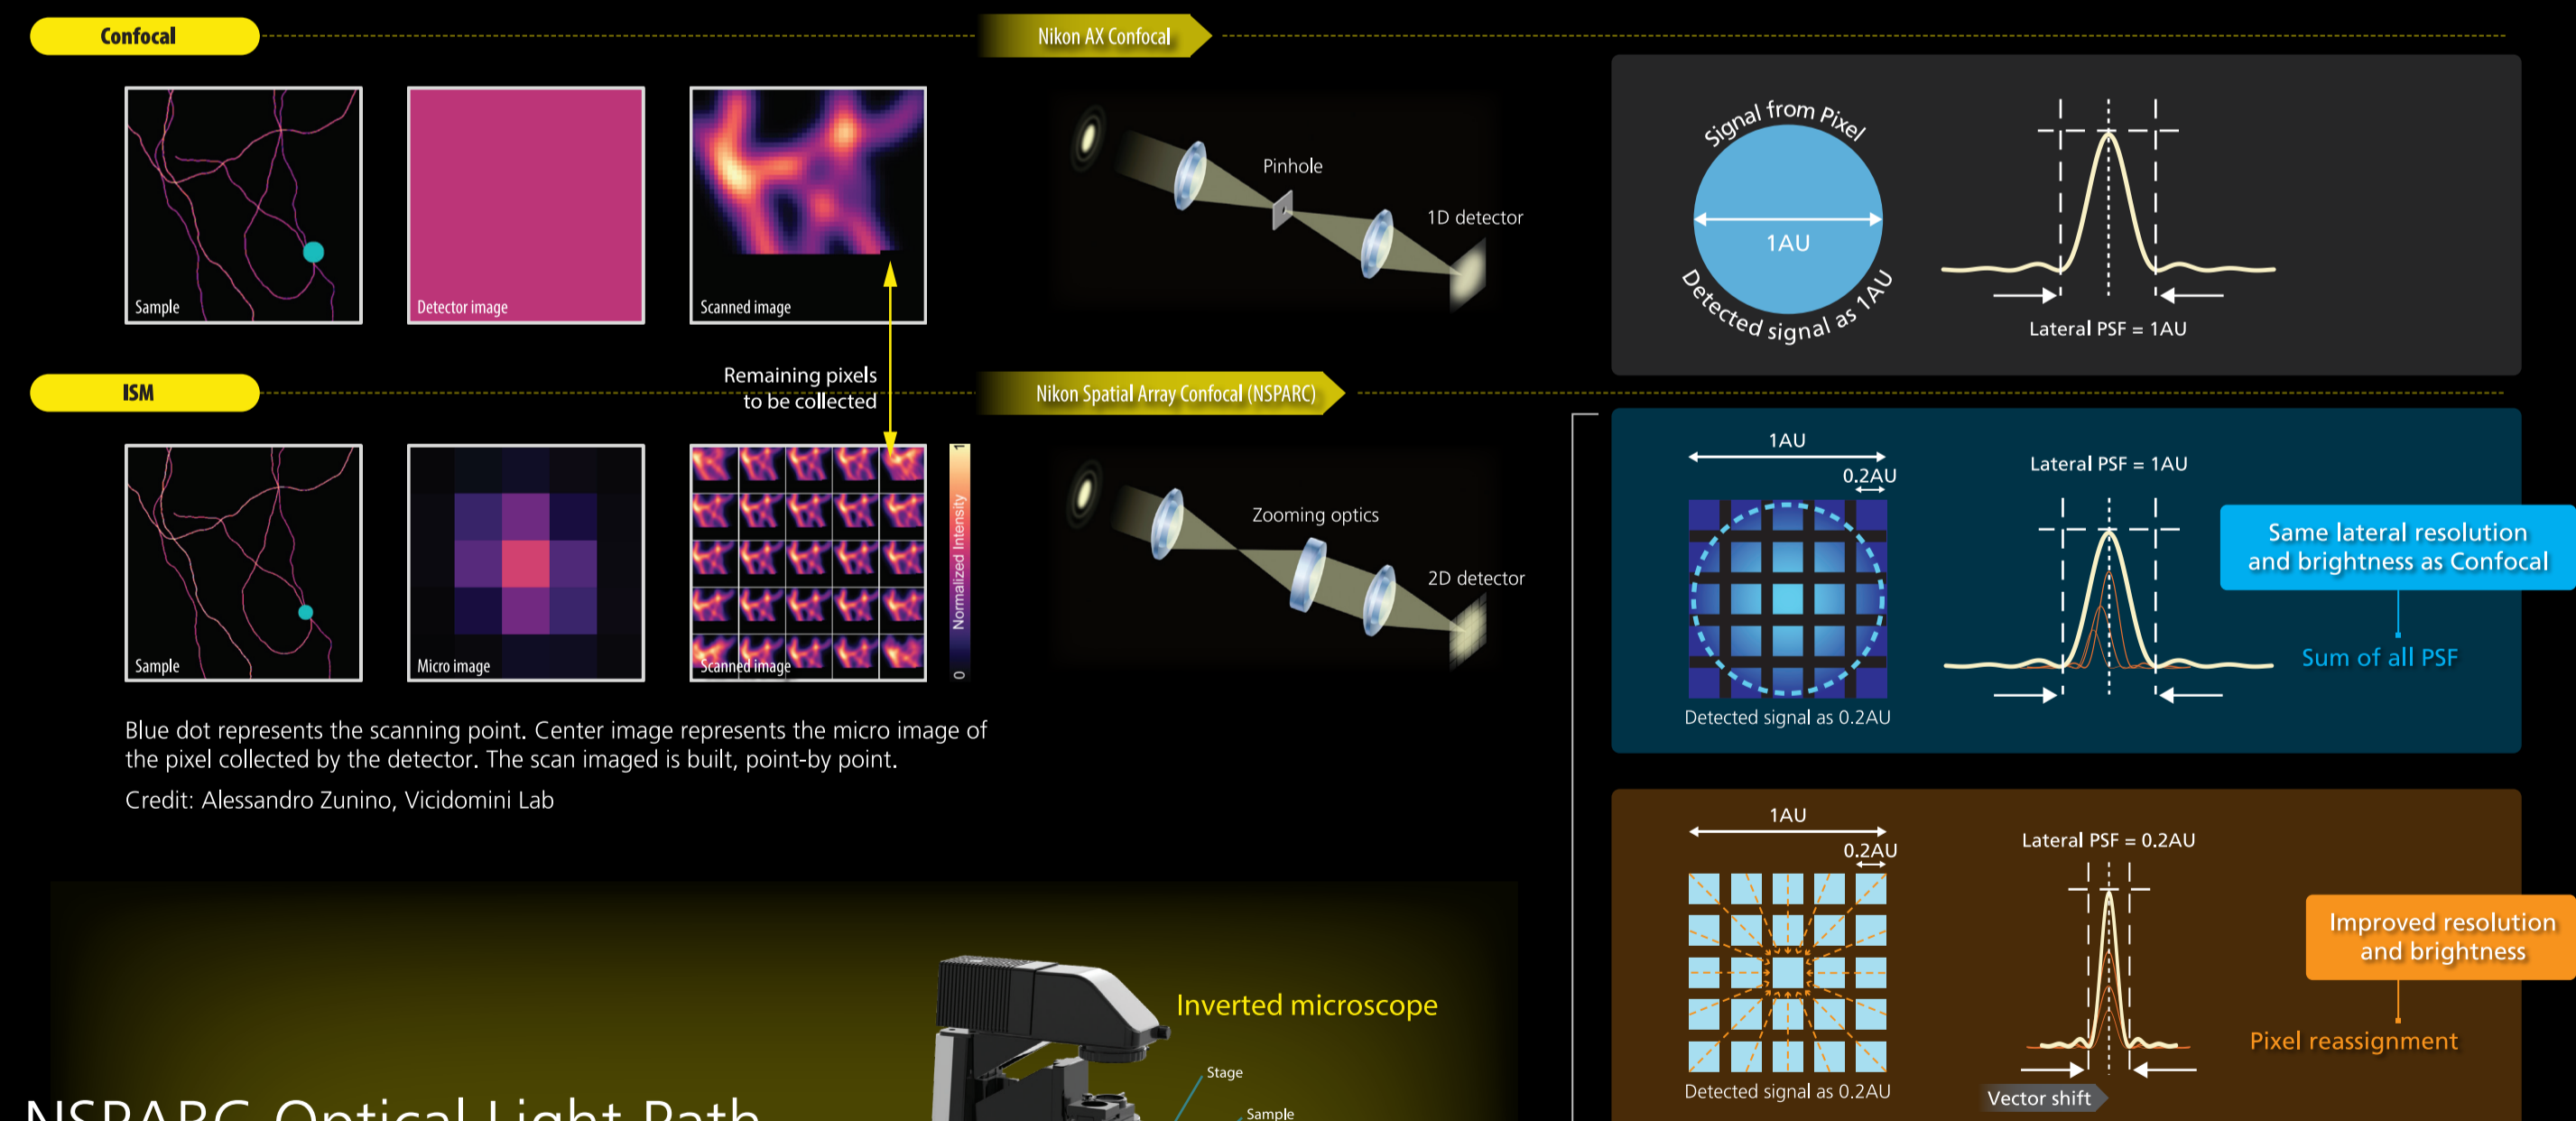 Confocal
Nikon AX Confocal
Sample
Detector image
Scanned image
Pinhole
1D detector
Signal from Pixel
1AU
Detected signal as 1AU
Lateral PSF = 1AU
Remaining pixels
to be collected
ISM
Nikon Spatial Array Confocal (NSPARC)
Sample
Micro image
Scanned image
1
Normalized Intensity
0
Zooming optics
2D detector
1AU
0.2AU
Detected signal as 0.2AU
Lateral PSF = 1AU
Same lateral resolution
and brightness as Confocal
Sum of all PSF
Blue dot represents the scanning point. Center image represents the micro image of
the pixel collected by the detector. The scan imaged is built, point-by point.
Credit: Alessandro Zunino, Vicidomini Lab
1AU
0.2AU
Detected signal as 0.2AU
Lateral PSF = 0.2AU
Vector shift
Improved resolution
and brightness
Pixel reassignment
Inverted microscope
Stage
Sample
NSPARC Optical Light Path